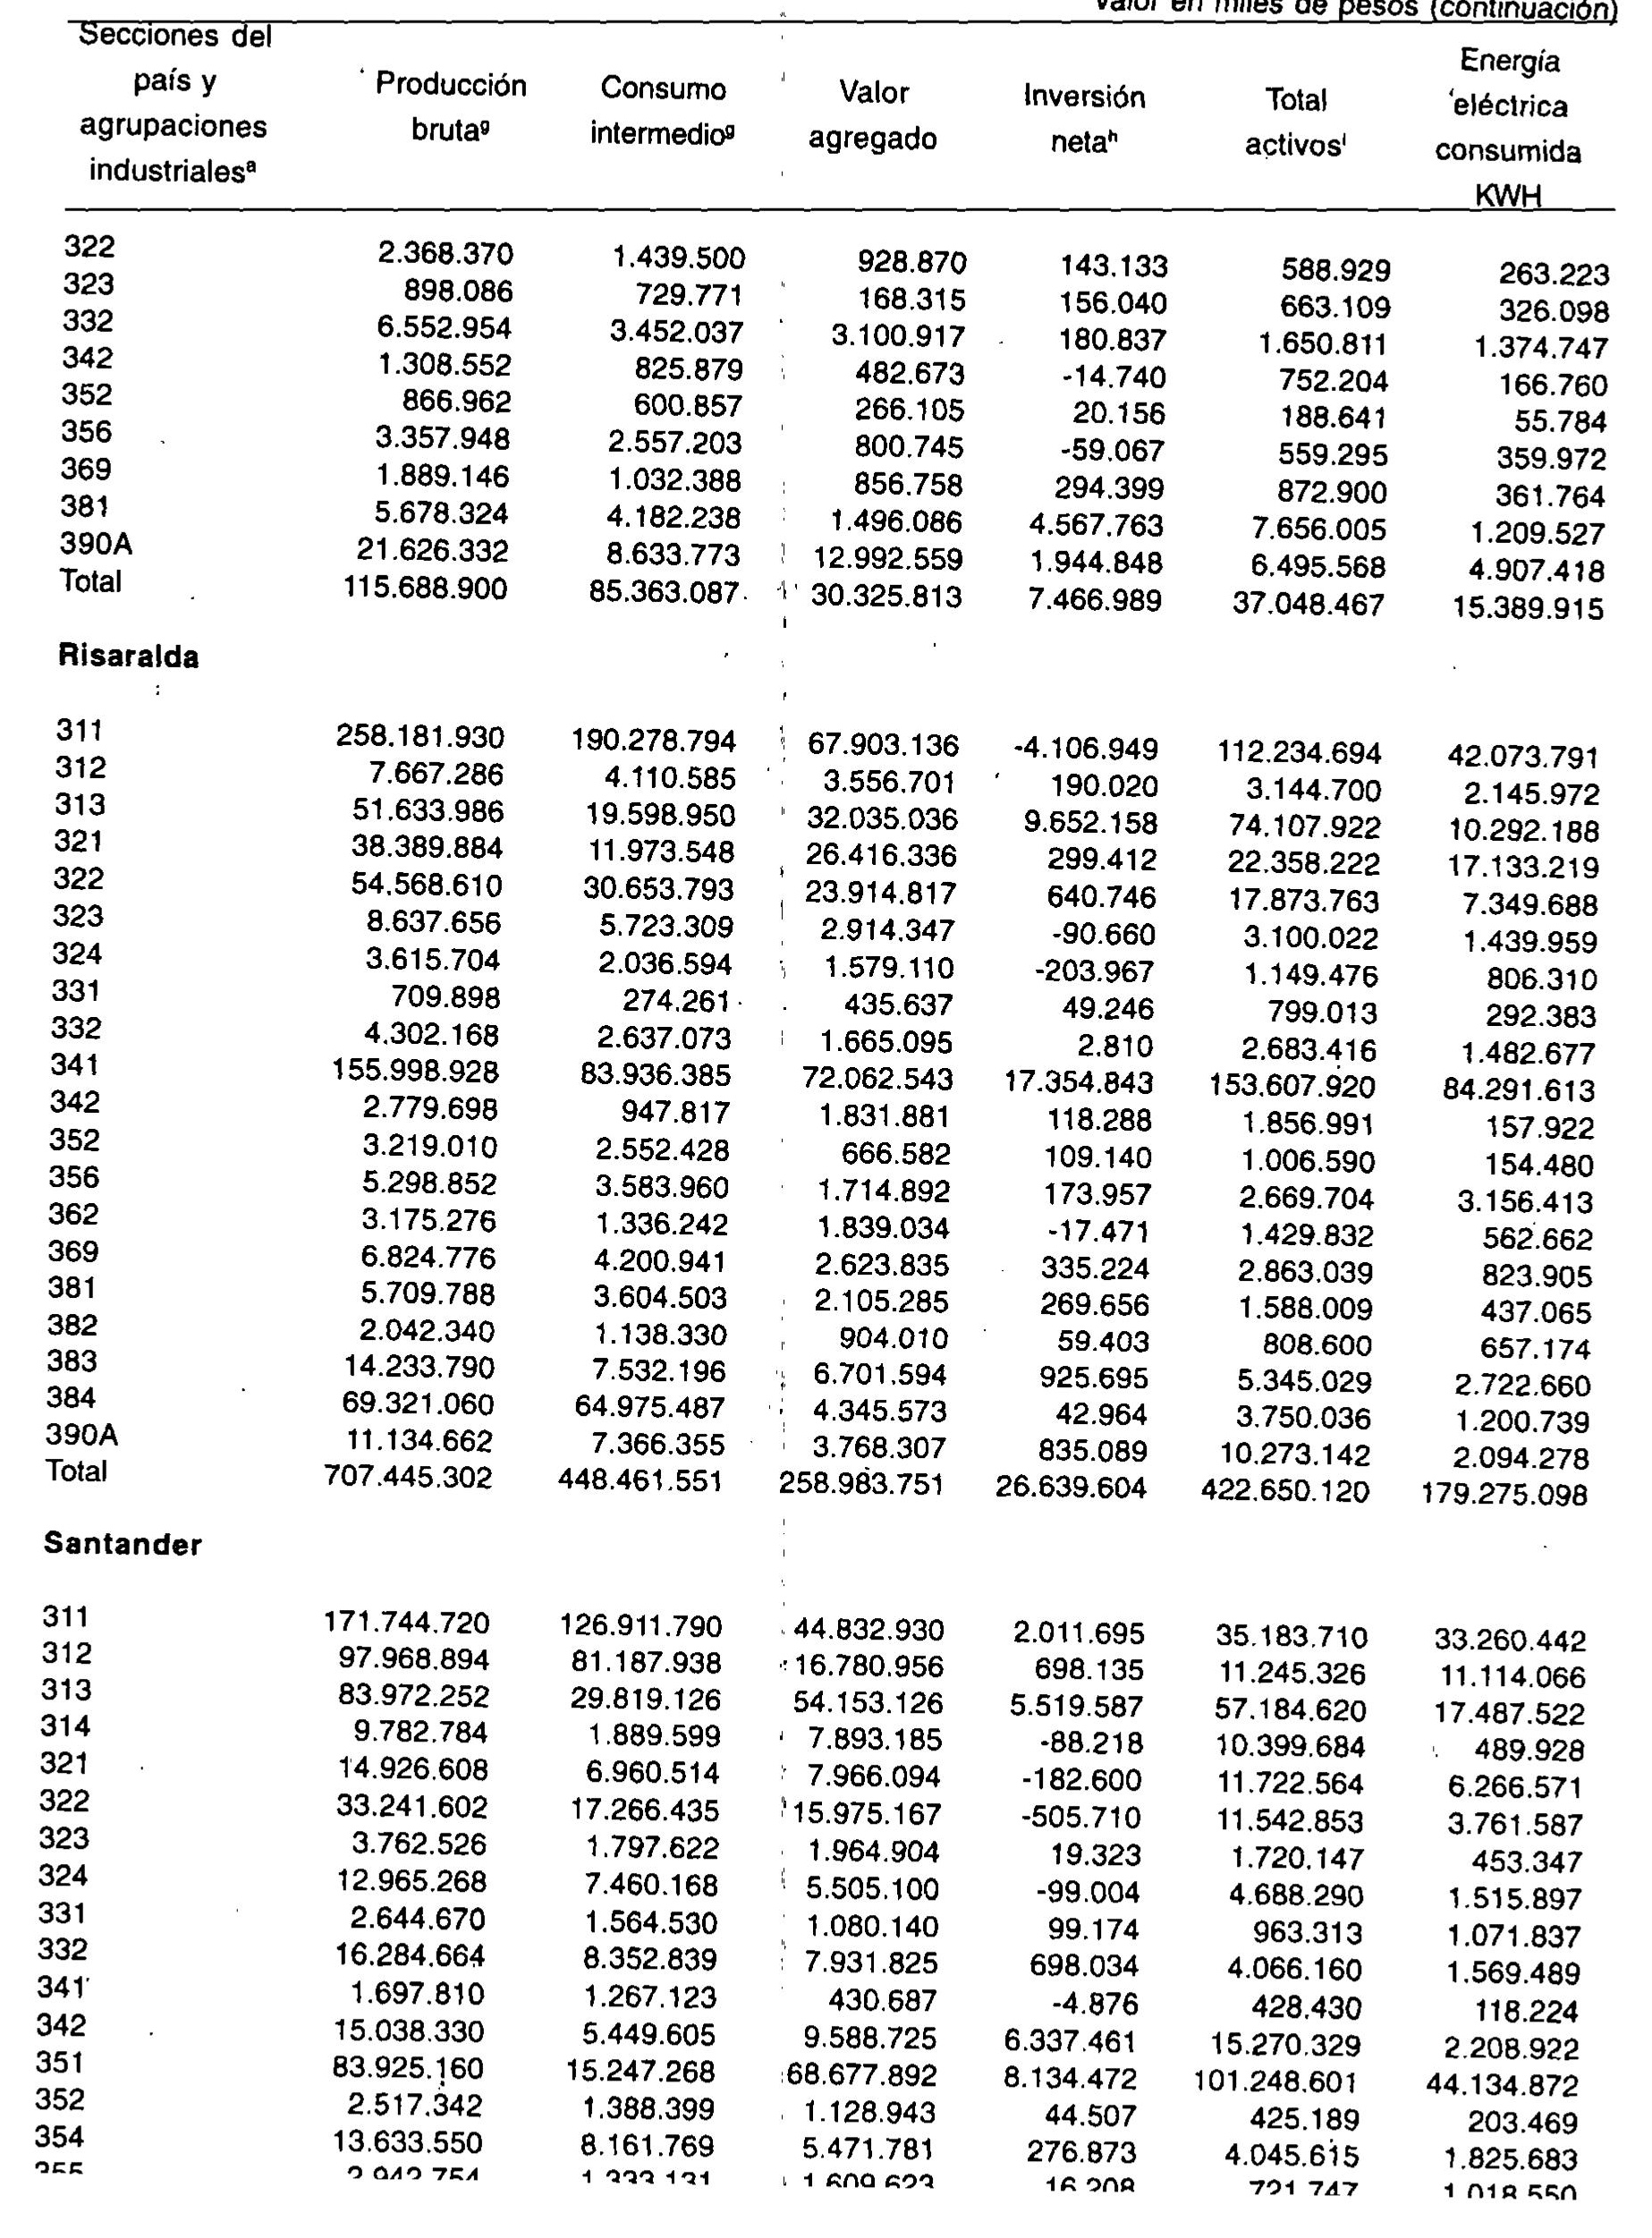 Valor en miles de pesos (continuación)
Secciones del país y agrupaciones industrialesª Producción brutaᵍ Consumo intermedioᵍ Valor agregado Inversión netaʰ Total activosⁱ Energía eléctrica consumida KWH
322 2.368.370 1.439.500 928.870 143.133 588.929 263.223
323 898.086 729.771 168.315 156.040 663.109 326.098
332 6.552.954 3.452.037 3.100.917 180.837 1.650.811 1.374.747
342 1.308.552 825.879 482.673 -14.740 752.204 166.760
352 866.962 600.857 266.105 20.156 188.641 55.784
356 3.357.948 2.557.203 800.745 -59.067 559.295 359.972
369 1.889.146 1.032.388 856.758 294.399 872.900 361.764
381 5.678.324 4.182.238 1.496.086 4.567.763 7.656.005 1.209.527
390A 21.626.332 8.633.773 12.992.559 1.944.848 6.495.568 4.907.418
Total 115.688.900 85.363.087 30.325.813 7.466.989 37.048.467 15.389.915
Risaralda
311 258.181.930 190.278.794 67.903.136 -4.106.949 112.234.694 42.073.791
312 7.667.286 4.110.585 3.556.701 190.020 3.144.700 2.145.972
313 51.633.986 19.598.950 32.035.036 9.652.158 74.107.922 10.292.188
321 38.389.884 11.973.548 26.416.336 299.412 22.358.222 17.133.219
322 54.568.610 30.653.793 23.914.817 640.746 17.873.763 7.349.688
323 8.637.656 5.723.309 2.914.347 -90.660 3.100.022 1.439.959
324 3.615.704 2.036.594 1.579.110 -203.967 1.149.476 806.310
331 709.898 274.261 435.637 49.246 799.013 292.383
332 4.302.168 2.637.073 1.665.095 2.810 2.683.416 1.482.677
341 155.998.928 83.936.385 72.062.543 17.354.843 153.607.920 84.291.613
342 2.779.698 947.817 1.831.881 118.288 1.856.991 157.922
352 3.219.010 2.552.428 666.582 109.140 1.006.590 154.480
356 5.298.852 3.583.960 1.714.892 173.957 2.669.704 3.156.413
362 3.175.276 1.336.242 1.839.034 -17.471 1.429.832 562.662
369 6.824.776 4.200.941 2.623.835 335.224 2.863.039 823.905
381 5.709.788 3.604.503 2.105.285 269.656 1.588.009 437.065
382 2.042.340 1.138.330 904.010 59.403 808.600 657.174
383 14.233.790 7.532.196 6.701.594 925.695 5.345.029 2.722.660
384 69.321.060 64.975.487 4.345.573 42.964 3.750.036 1.200.739
390A 11.134.662 7.366.355 3.768.307 835.089 10.273.142 2.094.278
Total 707.445.302 448.461.551 258.983.751 26.639.604 422.650.120 179.275.098
Santander
311 171.744.720 126.911.790 44.832.930 2.011.695 35.183.710 33.260.442
312 97.968.894 81.187.938 16.780.956 698.135 11.245.326 11.114.066
313 83.972.252 29.819.126 54.153.126 5.519.587 57.184.620 17.487.522
314 9.782.784 1.889.599 7.893.185 -88.218 10.399.684 489.928
321 14.926.608 6.960.514 7.966.094 -182.600 11.722.564 6.266.571
322 33.241.602 17.266.435 15.975.167 -505.710 11.542.853 3.761.587
323 3.762.526 1.797.622 1.964.904 19.323 1.720.147 453.347
324 12.965.268 7.460.168 5.505.100 -99.004 4.688.290 1.515.897
331 2.644.670 1.564.530 1.080.140 99.174 963.313 1.071.837
332 16.284.664 8.352.839 7.931.825 698.034 4.066.160 1.569.489
341 1.697.810 1.267.123 430.687 -4.876 428.430 118.224
342 15.038.330 5.449.605 9.588.725 6.337.461 15.270.329 2.208.922
351 83.925.160 15.247.268 68.677.892 8.134.472 101.248.601 44.134.872
352 2.517.342 1.388.399 1.128.943 44.507 425.189 203.469
354 13.633.550 8.161.769 5.471.781 276.873 4.045.615 1.825.683
355 2.942.754 1.333.131 1.609.623 16.208 721.747 1.018.550